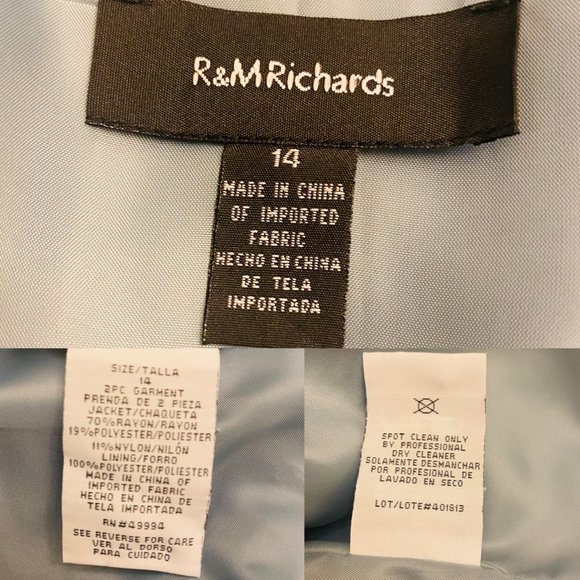 R&M Richards
14
MADE IN CHINA
OF IMPORTED
FABRIC
HECHO EN CHINA
DE TELA
IMPORTADA
SIZE/TALLA
14
2PC GARMENT
PRENDA DE 2 PIEZA
JACKET/CHAQUETA
70%RAYON/RAYON
19%POLYESTER/POLIESTER
11%NYLON/NILÓN
LINING/FORRO
100%POLYESTER/POLIESTER
MADE IN CHINA OF
IMPORTED FABRIC
HECHO EN CHINA DE
TELA IMPORTADA
RN#49994
SEE REVERSE FOR CARE
VER AL DORSO
PARA CUIDADO
SPOT CLEAN ONLY
BY PROFESSIONAL
DRY CLEANER
SOLAMENTE DESMANCHAR
POR PROFESIONAL DE
LAVADO EN SECO
LOT/LOTE#401813